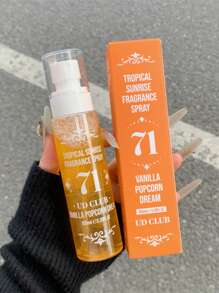 TROPICAL SUNRISE
FRAGRANCE SPRAY
71
UD CLUB
VANILLA POPCORN DREAM
TROPICAL
SUNRISE
FRAGRANCE
SPRAY
71
VANILLA
POPCORN
DREAM
UD CLUB